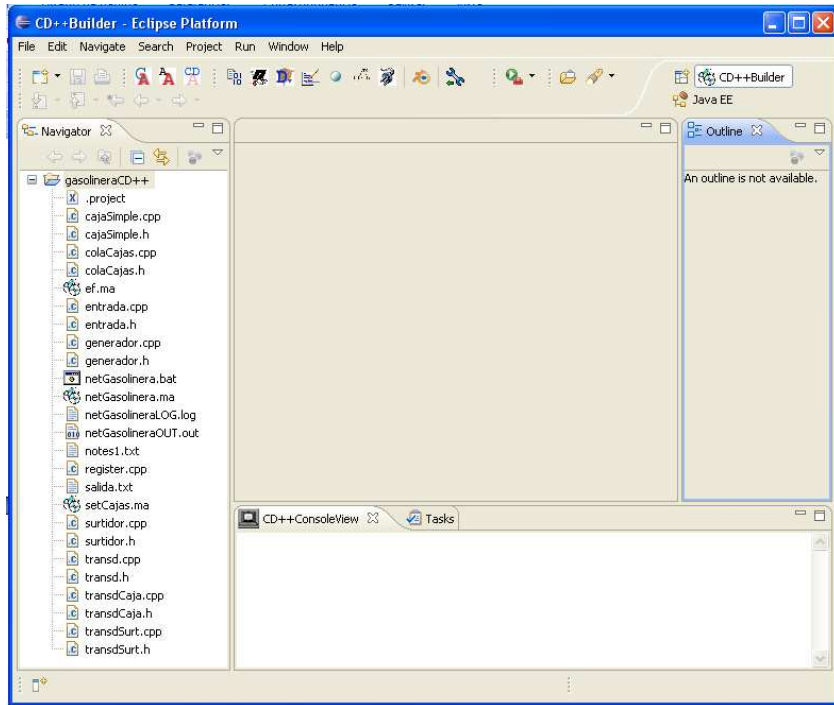 CD++Builder - Eclipse Platform
File Edit Navigate Search Project Run Window Help
CD++Builder
Java EE
Navigator
Outline
gasolineraCD++
An outline is not available.
.project
cajaSimple.cpp
cajaSimple.h
colaCajas.cpp
colaCajas.h
ef.ma
entrada.cpp
entrada.h
generador.cpp
generador.h
netGasolinera.bat
netGasolinera.ma
netGasolineraLOG.log
netGasolineraOUT.out
notes1.txt
register.cpp
salida.txt
setCajas.ma
surtidor.cpp
surtidor.h
transd.cpp
transd.h
transdCaja.cpp
transdCaja.h
transdSurt.cpp
transdSurt.h
CD++ConsoleView
Tasks